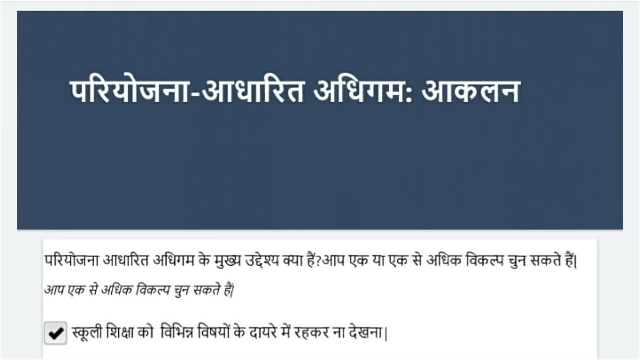 परियोजना-आधारित अधिगम: आकलन
परियोजना आधारित अधिगम के मुख्य उद्देश्य क्या हैं?आप एक या एक से अधिक विकल्प चुन सकते हैं|
आप एक से अधिक विकल्प चुन सकते हैं|
स्कूली शिक्षा को विभिन्न विषयों के दायरे में रहकर ना देखना|